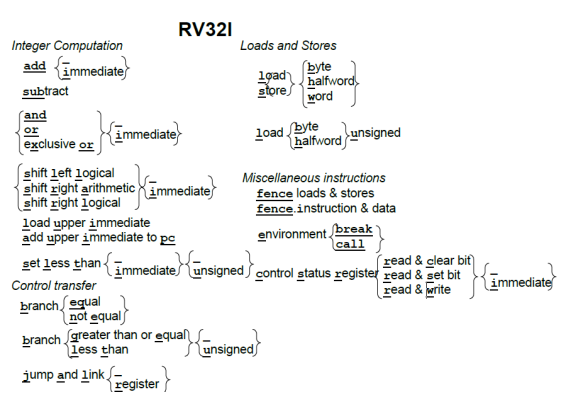 RV32I
Integer Computation
add { _ immediate }
subtract
{ and or exclusive or } { _ immediate }
{ shift left logical shift right arithmetic shift right logical } { _ immediate }
load upper immediate
add upper immediate to pc
set less than { _ immediate } { _ unsigned }
Control transfer
branch { equal not equal }
branch { greater than or equal less than } { _ unsigned }
jump and link { _ register }
Loads and Stores
load store } { byte halfword word }
load { byte halfword } unsigned
Miscellaneous instructions
fence loads & stores
fence.instruction & data
environment { break call }
control status register { read & clear bit read & set bit read & write } { _ immediate }